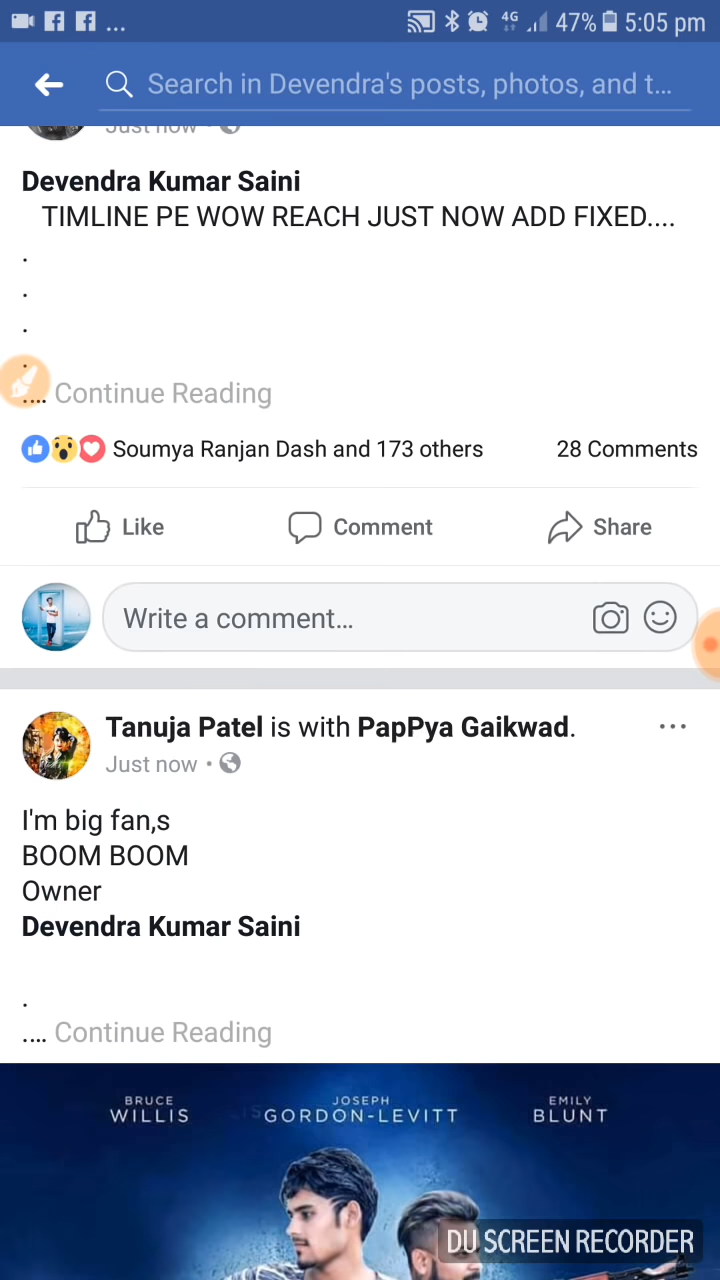 ... 4G 47% 5:05 pm
Search in Devendra's posts, photos, and t...
Just now
Devendra Kumar Saini
TIMLINE PE WOW REACH JUST NOW ADD FIXED....
.
.
.
.
.... Continue Reading
Soumya Ranjan Dash and 173 others 28 Comments
Like Comment Share
Write a comment...
Tanuja Patel is with PapPya Gaikwad.
Just now
I'm big fan,s
BOOM BOOM
Owner
Devendra Kumar Saini
.
.... Continue Reading
BRUCE WILLIS
JOSEPH GORDON-LEVITT
EMILY BLUNT
DU SCREEN RECORDER